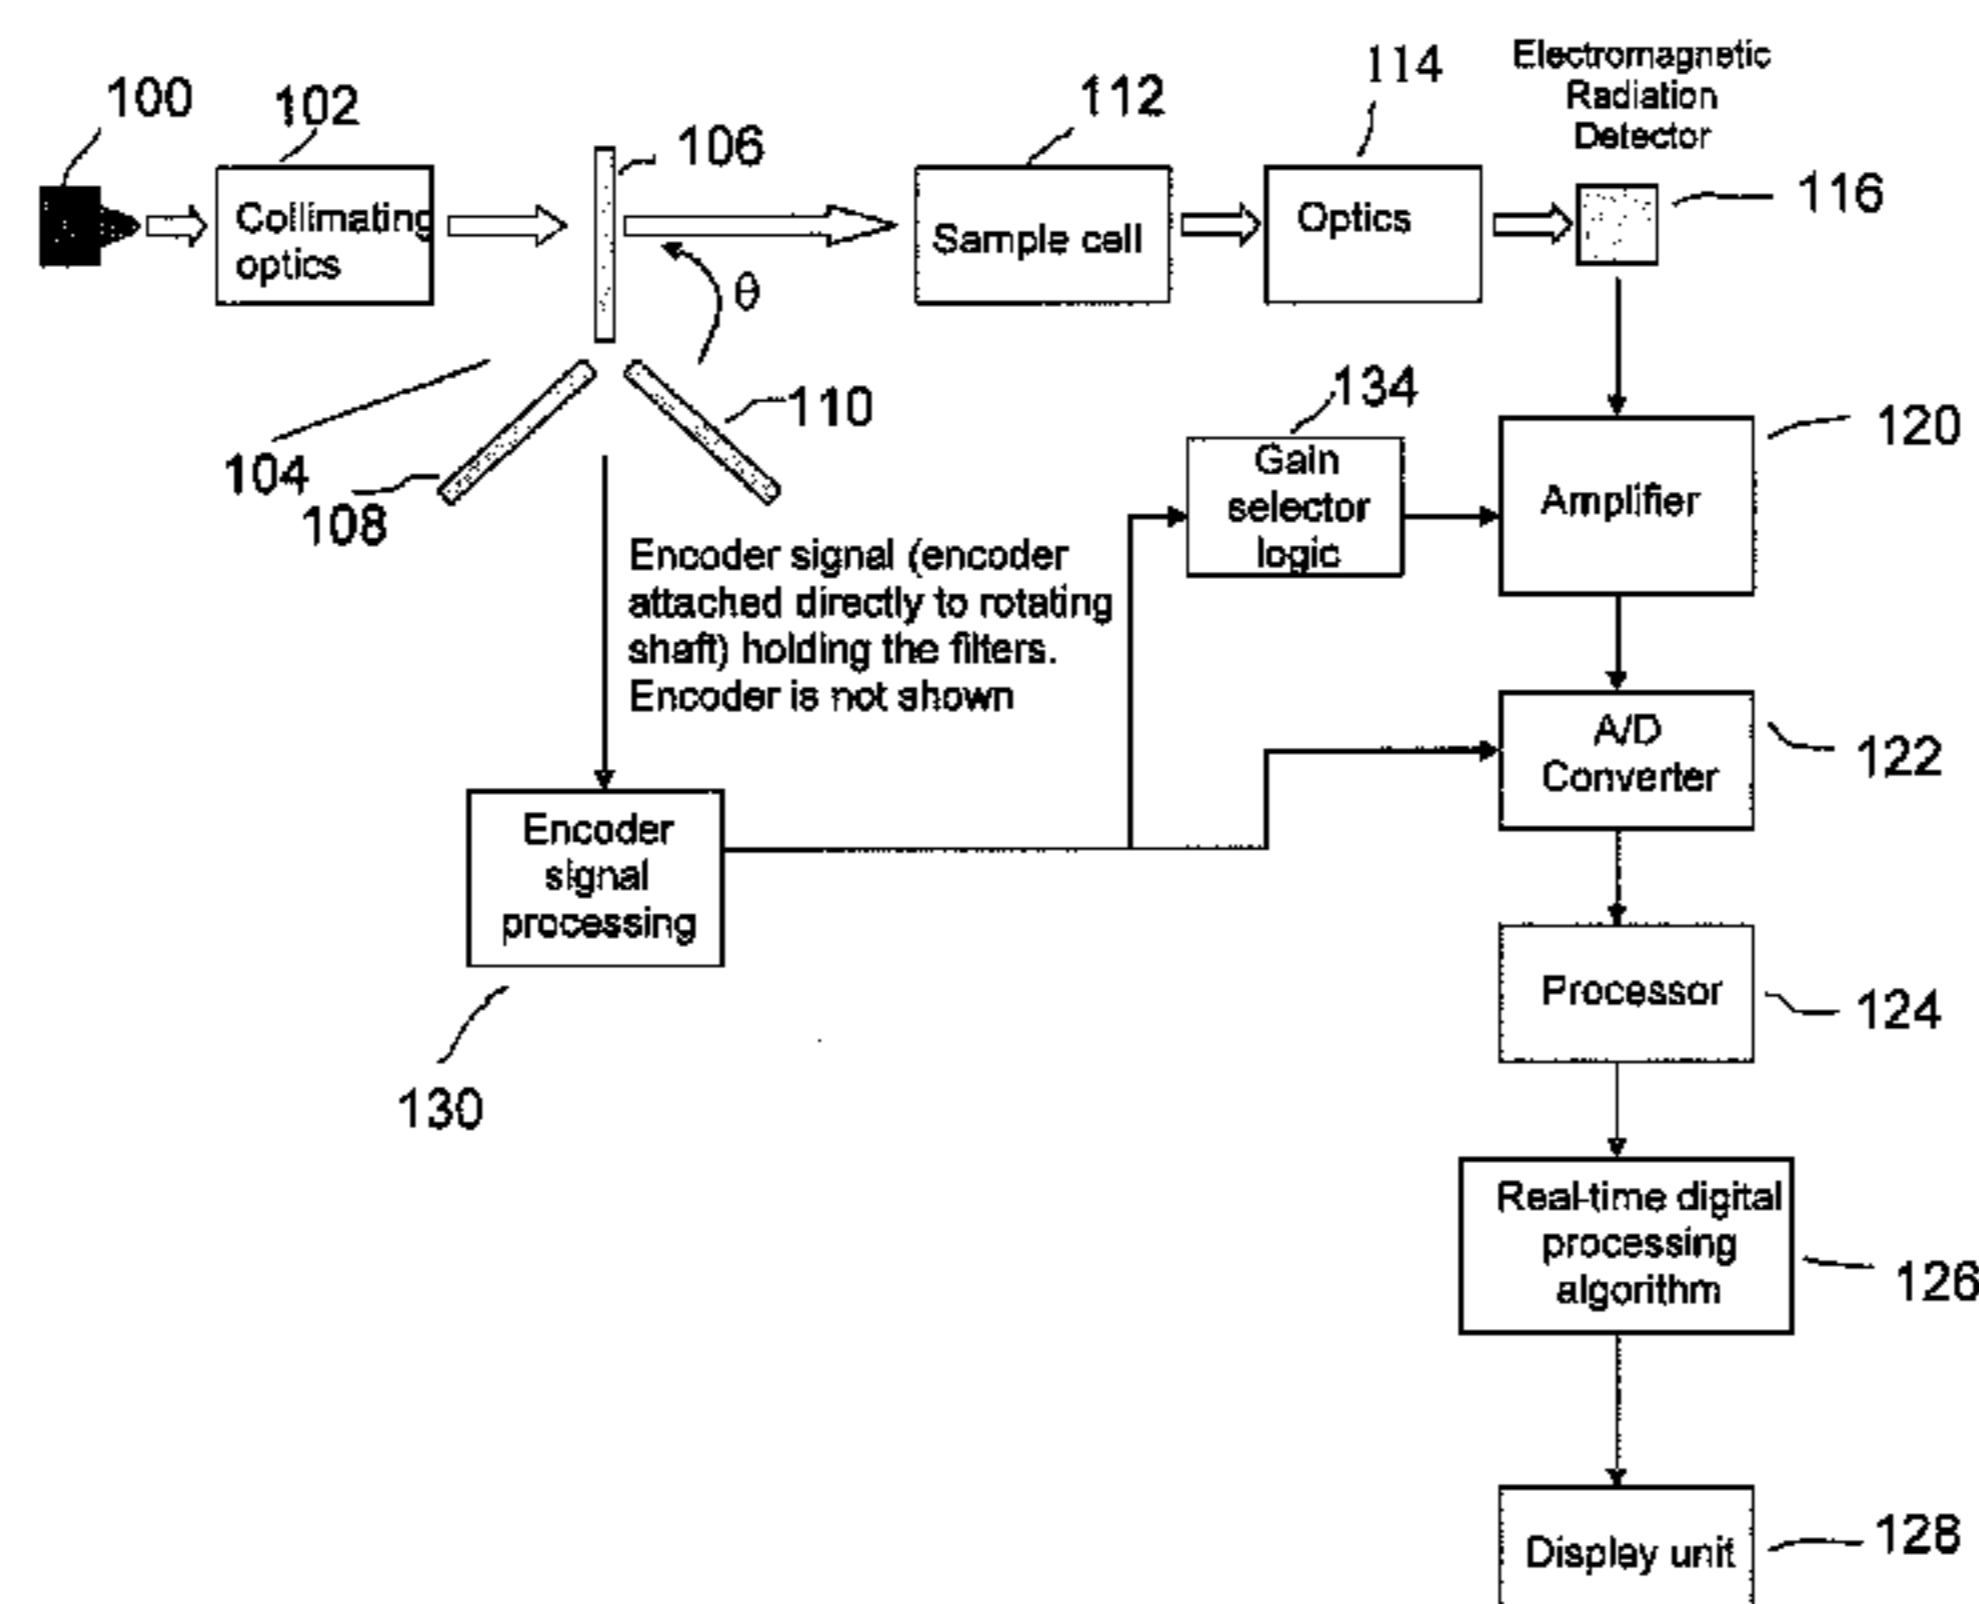 100
102
106
112
114
Electromagnetic
Radiation
Detector
116
Collimating
optics
Sample cell
Optics
θ
104
108
110
134
Gain
selector
logic
120
Amplifier
Encoder signal (encoder
attached directly to rotating
shaft) holding the filters.
Encoder is not shown
A/D
Converter
122
Encoder
signal
processing
130
Processor
124
Real-time digital
processing
algorithm
126
Display unit
128